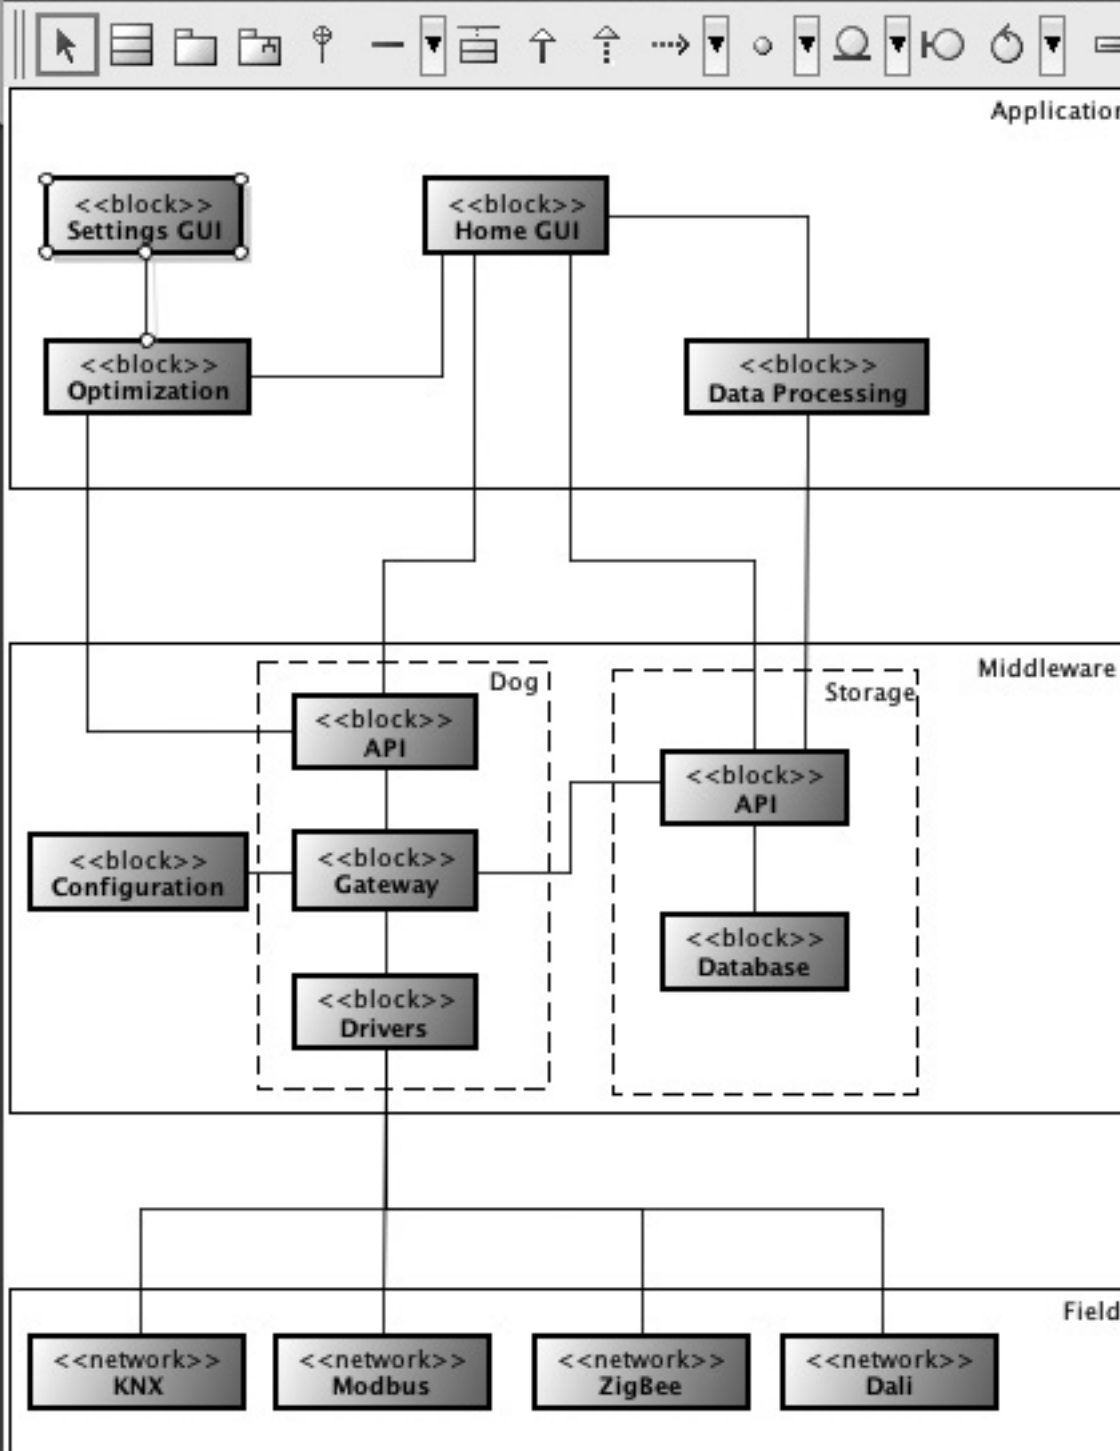 Application
<<block>>
Settings GUI
<<block>>
Home GUI
<<block>>
Optimization
<<block>>
Data Processing
Middleware
Dog
Storage
<<block>>
API
<<block>>
API
<<block>>
Configuration
<<block>>
Gateway
<<block>>
Database
<<block>>
Drivers
Field
<<network>>
KNX
<<network>>
Modbus
<<network>>
ZigBee
<<network>>
Dali